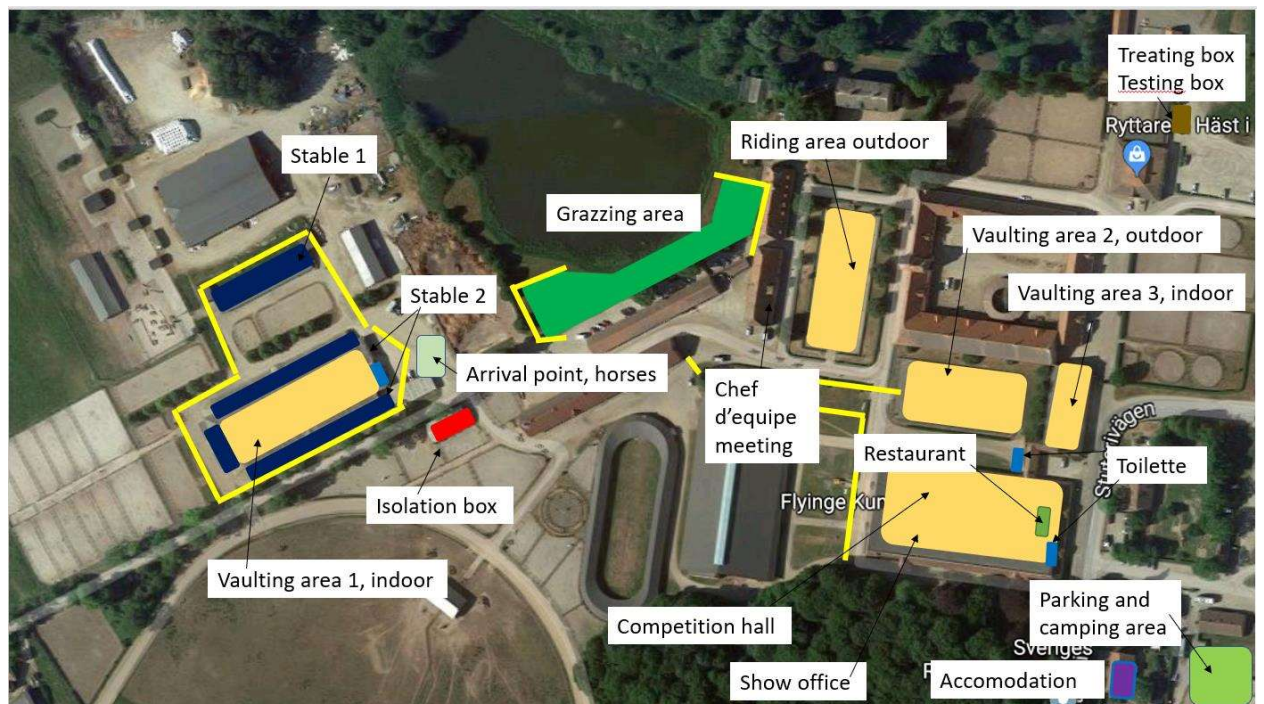 Treating box
Testing box
Ryttare
Häst i
Stable 1
Riding area outdoor
Grazzing area
Vaulting area 2, outdoor
Stable 2
Vaulting area 3, indoor
Arrival point, horses
Chef
d'equipe
meeting
Restaurant
Toilette
Isolation box
Flyinge
Vaulting area 1, indoor
Competition hall
Parking and
camping area
Sveriges
Show office
Accomodation